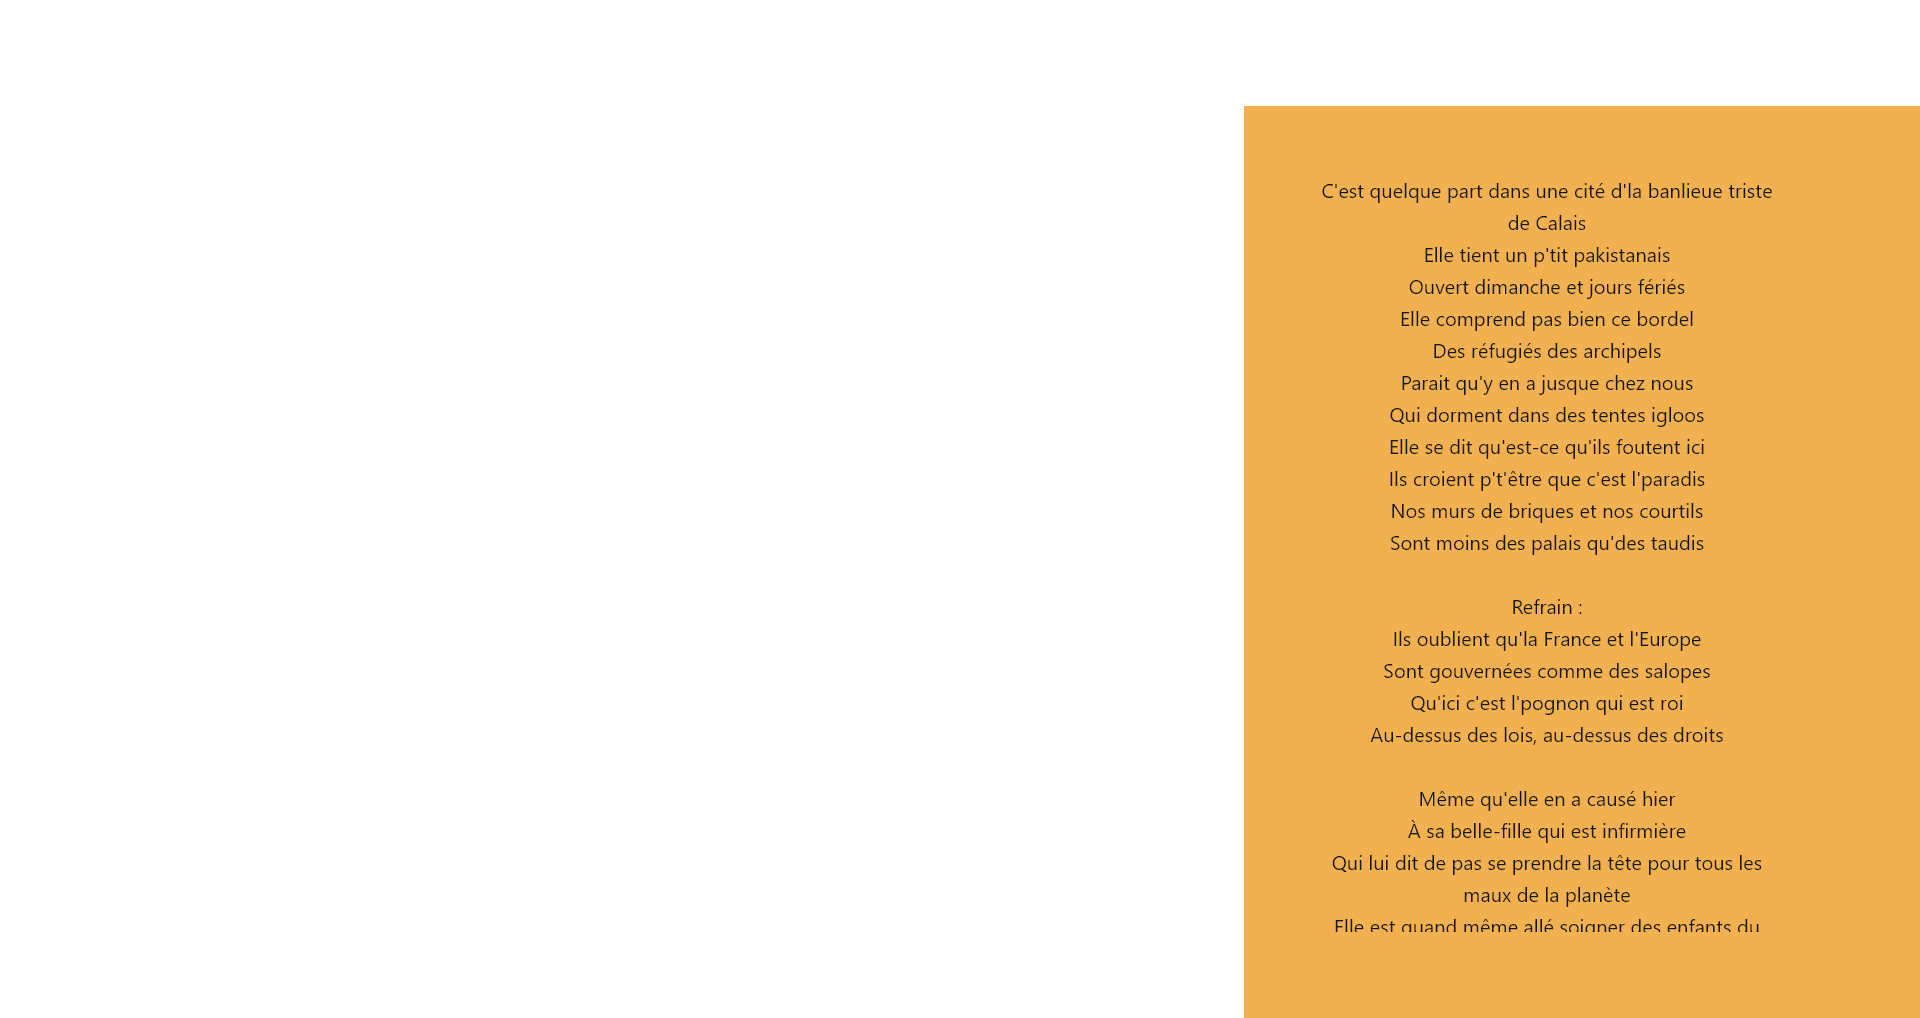 C'est quelque part dans une cité d'la banlieue triste
de Calais
Elle tient un p'tit pakistanais
Ouvert dimanche et jours fériés
Elle comprend pas bien ce bordel
Des réfugiés des archipels
Parait qu'y en a jusque chez nous
Qui dorment dans des tentes igloos
Elle se dit qu'est-ce qu'ils foutent ici
Ils croient p't'être que c'est l'paradis
Nos murs de briques et nos courtils
Sont moins des palais qu'des taudis
Refrain :
Ils oublient qu'la France et l'Europe
Sont gouvernées comme des salopes
Qu'ici c'est l'pognon qui est roi
Au-dessus des lois, au-dessus des droits
Même qu'elle en a causé hier
À sa belle-fille qui est infirmière
Qui lui dit de pas se prendre la tête pour tous les
maux de la planète
Elle est quand même allé soigner des enfants du